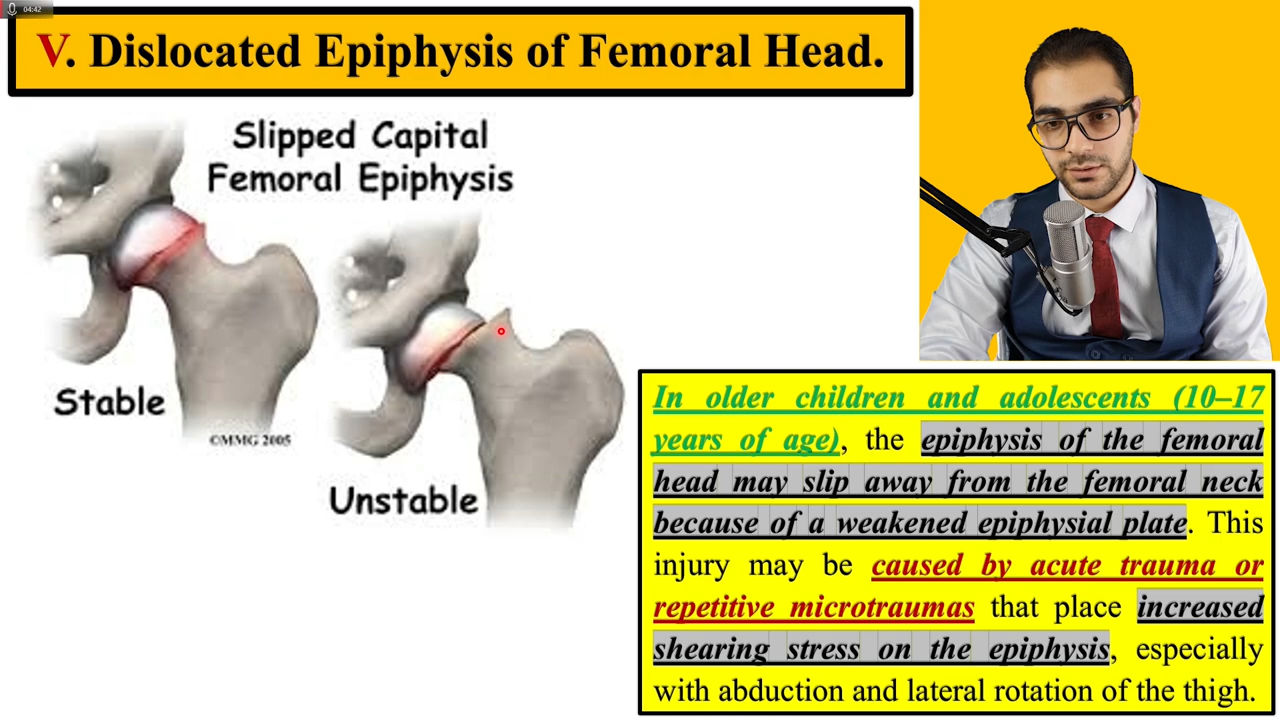 04:42
V. Dislocated Epiphysis of Femoral Head.
Slipped Capital
Femoral Epiphysis
Stable
©MMG 2005
Unstable
In older children and adolescents (10–17
years of age), the epiphysis of the femoral
head may slip away from the femoral neck
because of a weakened epiphysial plate. This
injury may be caused by acute trauma or
repetitive microtraumas that place increased
shearing stress on the epiphysis, especially
with abduction and lateral rotation of the thigh.